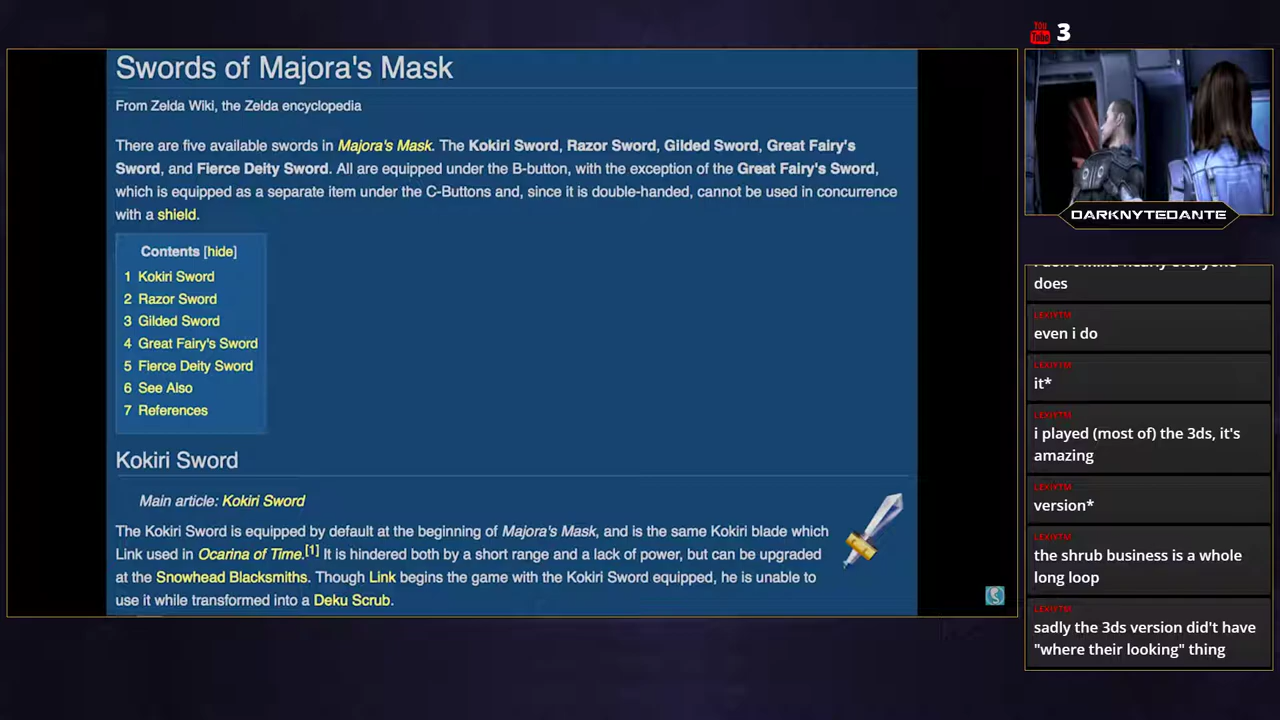 You
Tube
3
Swords of Majora's Mask
From Zelda Wiki, the Zelda encyclopedia
There are five available swords in Majora's Mask. The Kokiri Sword, Razor Sword, Gilded Sword, Great Fairy's
Sword, and Fierce Deity Sword. All are equipped under the B-button, with the exception of the Great Fairy's Sword,
which is equipped as a separate item under the C-Buttons and, since it is double-handed, cannot be used in concurrence
with a shield.
Contents [hide]
1 Kokiri Sword
2 Razor Sword
3 Gilded Sword
4 Great Fairy's Sword
5 Fierce Deity Sword
6 See Also
7 References
Kokiri Sword
Main article: Kokiri Sword
The Kokiri Sword is equipped by default at the beginning of Majora's Mask, and is the same Kokiri blade which
Link used in Ocarina of Time.[1] It is hindered both by a short range and a lack of power, but can be upgraded
at the Snowhead Blacksmiths. Though Link begins the game with the Kokiri Sword equipped, he is unable to
use it while transformed into a Deku Scrub.
DARKNYTEDANTE
does
LEXIYTM
even i do
LEXIYTM
it*
LEXIYTM
i played (most of) the 3ds, it's
amazing
LEXIYTM
version*
LEXIYTM
the shrub business is a whole
long loop
LEXIYTM
sadly the 3ds version did't have
"where their looking" thing